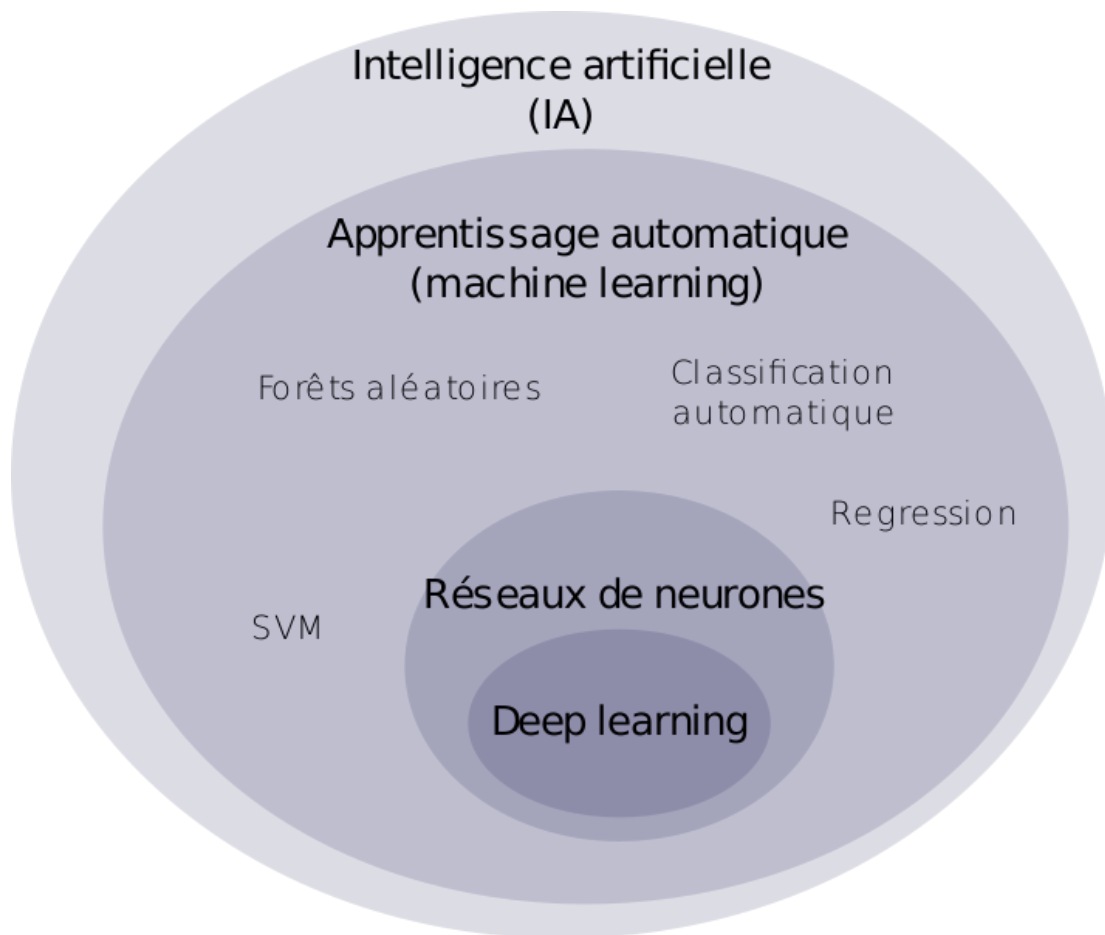 Intelligence artificielle
(IA)
Apprentissage automatique
(machine learning)
Forêts aléatoires
Classification
automatique
Regression
Réseaux de neurones
SVM
Deep learning